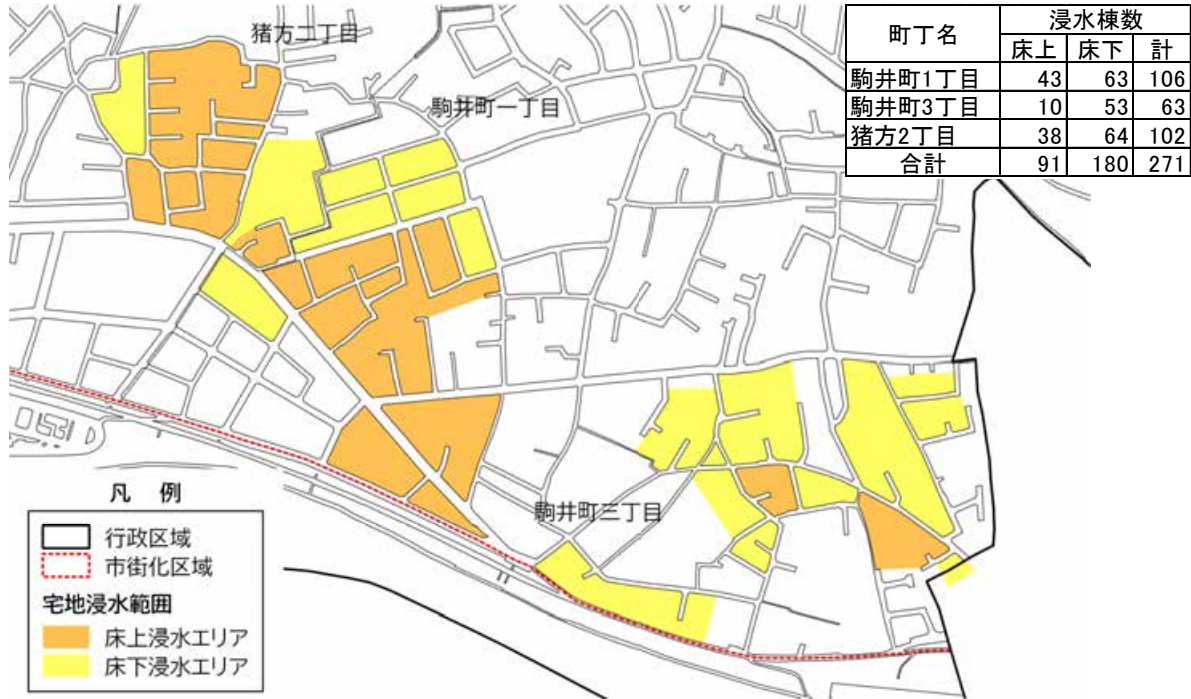 猪方二丁目
駒井町一丁目
駒井町三丁目
町丁名 浸水棟数
床上 床下 計
駒井町1丁目 43 63 106
駒井町3丁目 10 53 63
猪方2丁目 38 64 102
合計 91 180 271
凡 例
行政区域
市街化区域
宅地浸水範囲
床上浸水エリア
床下浸水エリア